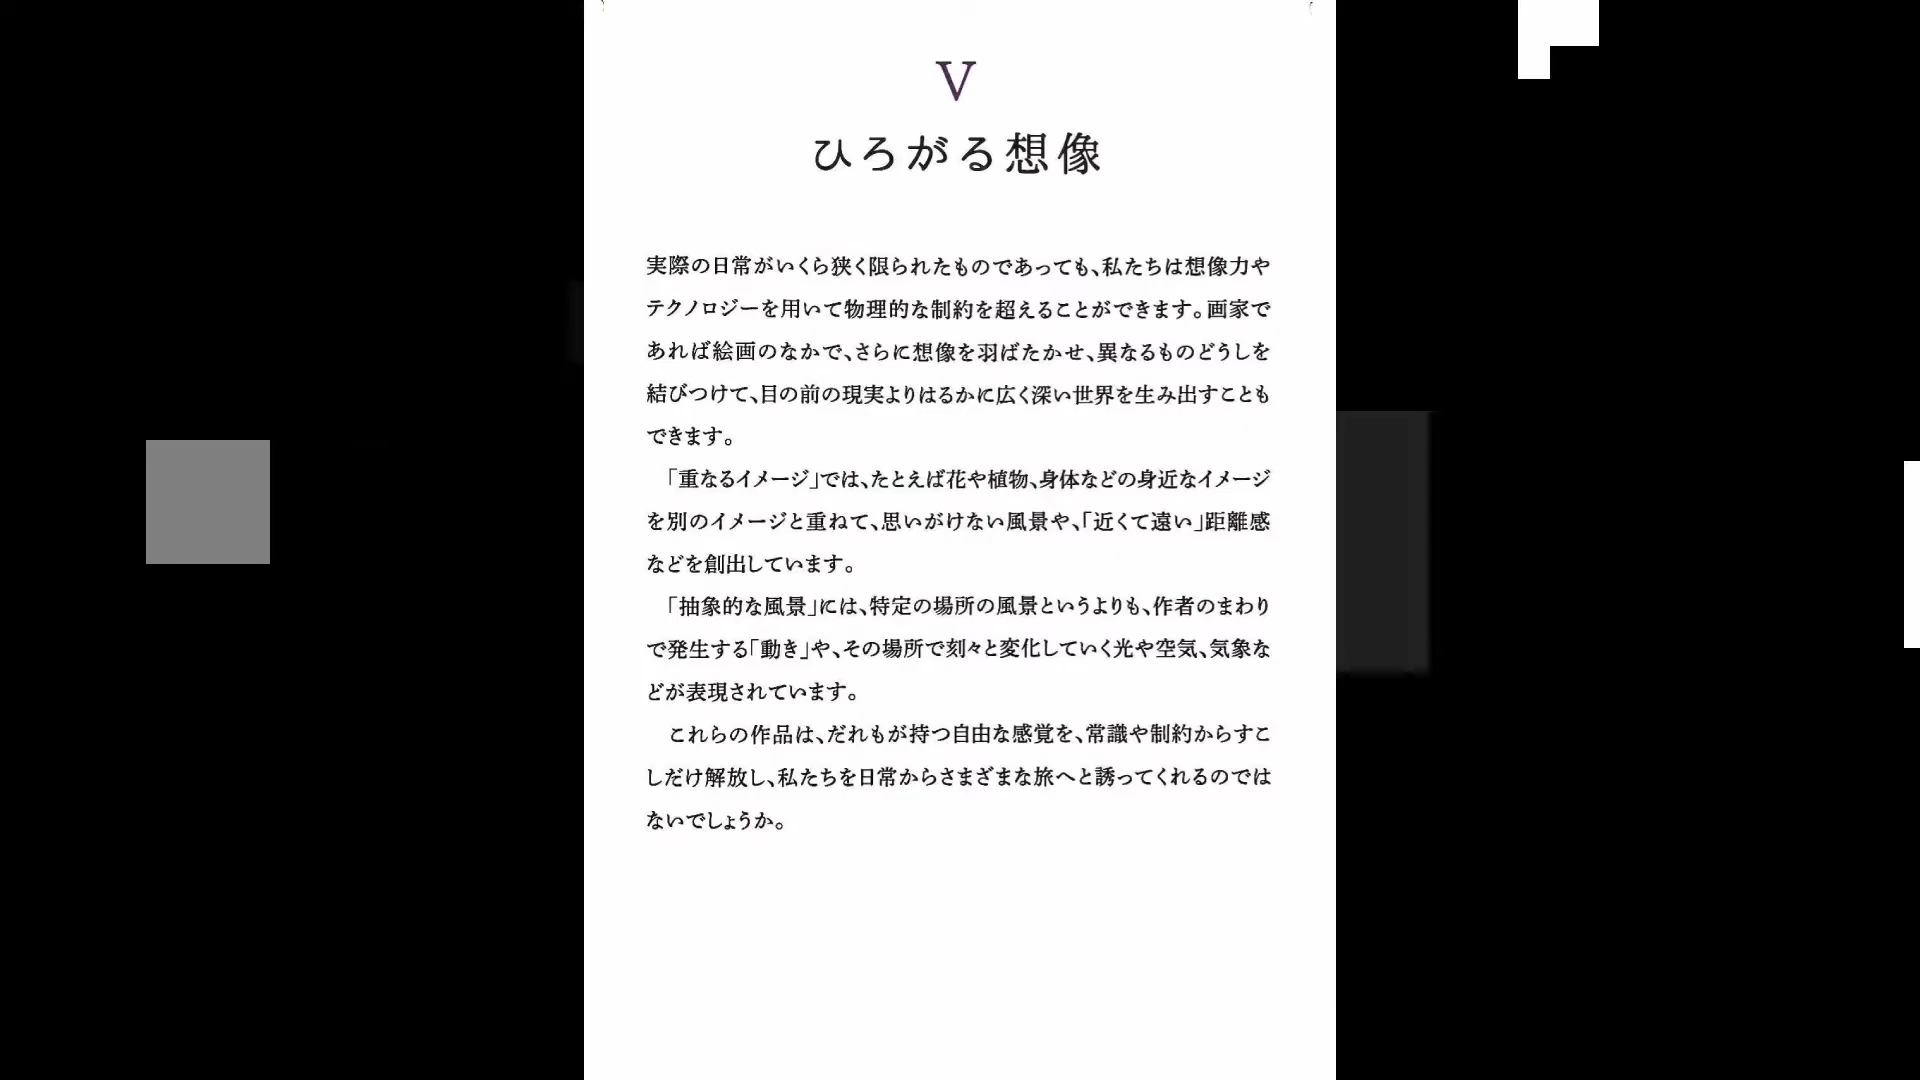 V
ひろがる想像
実際の日常がいくら狭く限られたものであっても、私たちは想像力や
テクノロジーを用いて物理的な制約を超えることができます。画家で
あれば絵画のなかで、さらに想像を羽ばたかせ、異なるものどうしを
結びつけて、目の前の現実よりはるかに広く深い世界を生み出すことも
できます。
「重なるイメージ」では、たとえば花や植物、身体などの身近なイメージ
を別のイメージと重ねて、思いがけない風景や、「近くて遠い」距離感
などを創出しています。
「抽象的な風景」には、特定の場所の風景というよりも、作者のまわり
で発生する「動き」や、その場所で刻々と変化していく光や空気、気象な
どが表現されています。
これらの作品は、だれもが持つ自由な感覚を、常識や制約からすこ
しだけ解放し、私たちを日常からさまざまな旅へと誘ってくれるのでは
ないでしょうか。